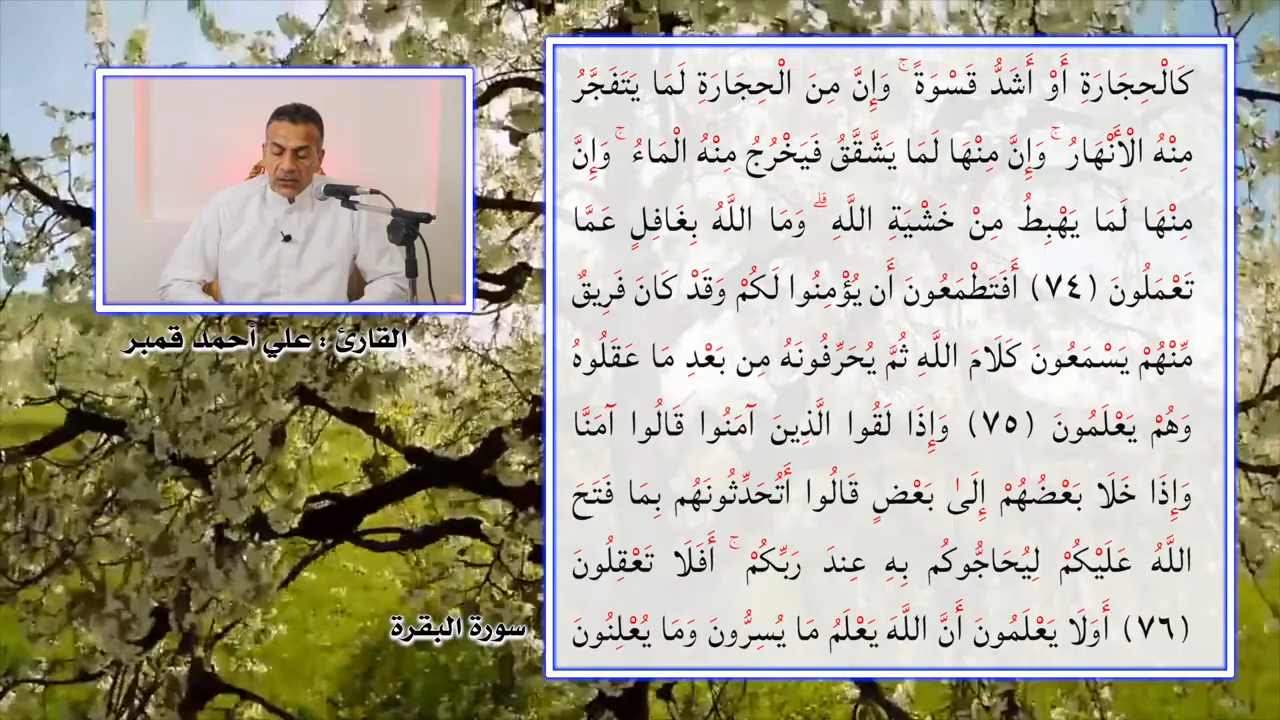 كَالْحِجَارَةِ أَوْ أَشَدُّ قَسْوَةً ۚ وَإِنَّ مِنَ الْحِجَارَةِ لَمَا يَتَفَجَّرُ
مِنْهُ الْأَنْهَارُ ۚ وَإِنَّ مِنْهَا لَمَا يَشَّقَّقُ فَيَخْرُجُ مِنْهُ الْمَاءُ ۚ وَإِنَّ
مِنْهَا لَمَا يَهْبِطُ مِنْ خَشْيَةِ اللَّهِ ۗ وَمَا اللَّهُ بِغَافِلٍ عَمَّا
تَعْمَلُونَ (٧٤) أَفَتَطْمَعُونَ أَن يُؤْمِنُوا لَكُمْ وَقَدْ كَانَ فَرِيقٌ
مِّنْهُمْ يَسْمَعُونَ كَلَامَ اللَّهِ ثُمَّ يُحَرِّفُونَهُ مِن بَعْدِ مَا عَقَلُوهُ
وَهُمْ يَعْلَمُونَ (٧٥) وَإِذَا لَقُوا الَّذِينَ آمَنُوا قَالُوا آمَنَّا
وَإِذَا خَلَا بَعْضُهُمْ إِلَىٰ بَعْضٍ قَالُوا أَتُحَدِّثُونَهُم بِمَا فَتَحَ
اللَّهُ عَلَيْكُمْ لِيُحَاجُّوكُم بِهِ عِندَ رَبِّكُمْ ۚ أَفَلَا تَعْقِلُونَ
(٧٦) أَوَلَا يَعْلَمُونَ أَنَّ اللَّهَ يَعْلَمُ مَا يُسِرُّونَ وَمَا يُعْلِنُونَ
القارئ : علي أحمد قمبر
سورة البقرة